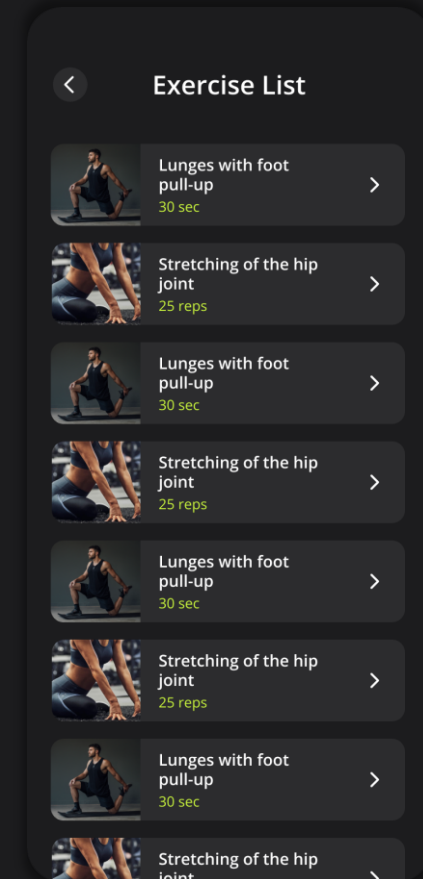 Exercise List
Lunges with foot
pull-up
30 sec
Stretching of the hip
joint
25 reps
Lunges with foot
pull-up
30 sec
Stretching of the hip
joint
25 reps
Lunges with foot
pull-up
30 sec
Stretching of the hip
joint
25 reps
Lunges with foot
pull-up
30 sec
Stretching of the hip
joint